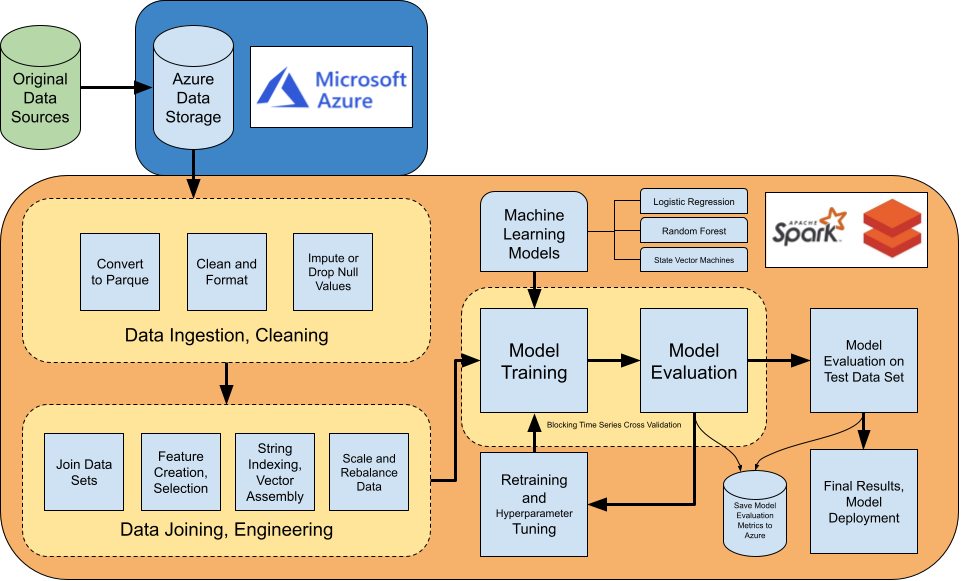 Original
Data
Sources
Azure
Data
Storage
Microsoft
Azure
Convert
to Parque
Clean and
Format
Impute or
Drop Null
Values
Data Ingestion, Cleaning
Machine
Learning
Models
Logistic Regression
Random Forest
State Vector Machines
APACHE
Spark™
Model
Training
Model
Evaluation
Blocking Time Series Cross Validation
Model
Evaluation on
Test Data Set
Join Data
Sets
Feature
Creation,
Selection
String
Indexing,
Vector
Assembly
Scale and
Rebalance
Data
Data Joining, Engineering
Retraining
and
Hyperparameter
Tuning
Save Model
Evaluation
Metrics to
Azure
Final Results,
Model
Deployment